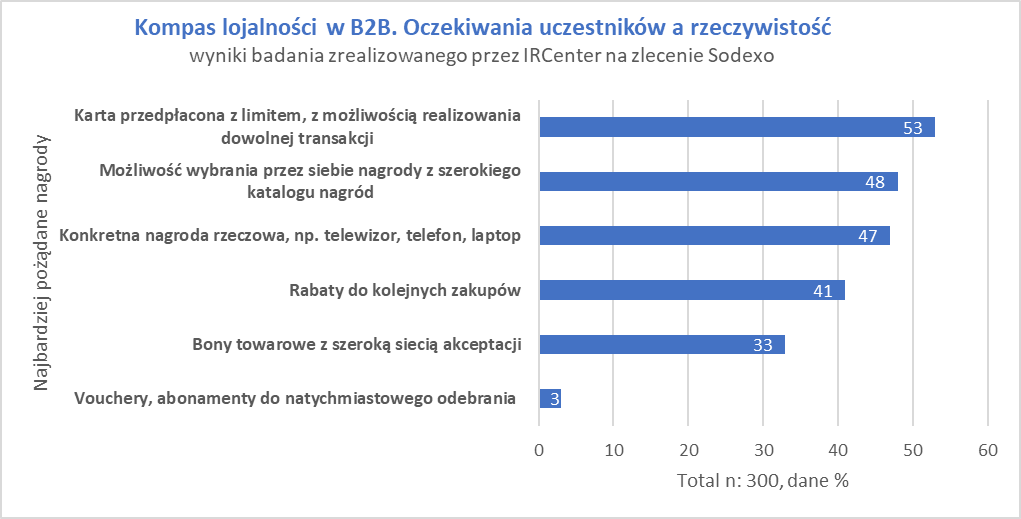 Kompas lojalności w B2B. Oczekiwania uczestników a rzeczywistość
wyniki badania zrealizowanego przez IRCenter na zlecenie Sodexo
Najbardziej pożądane nagrody
Karta przedpłacona z limitem, z możliwością realizowania
dowolnej transakcji
53
Możliwość wybrania przez siebie nagrody z szerokiego
katalogu nagród
48
Konkretna nagroda rzeczowa, np. telewizor, telefon, laptop
47
Rabaty do kolejnych zakupów
41
Bony towarowe z szeroką siecią akceptacji
33
Vouchery, abonamenty do natychmiastowego odebrania
3
0 10 20 30 40 50 60
Total n: 300, dane %